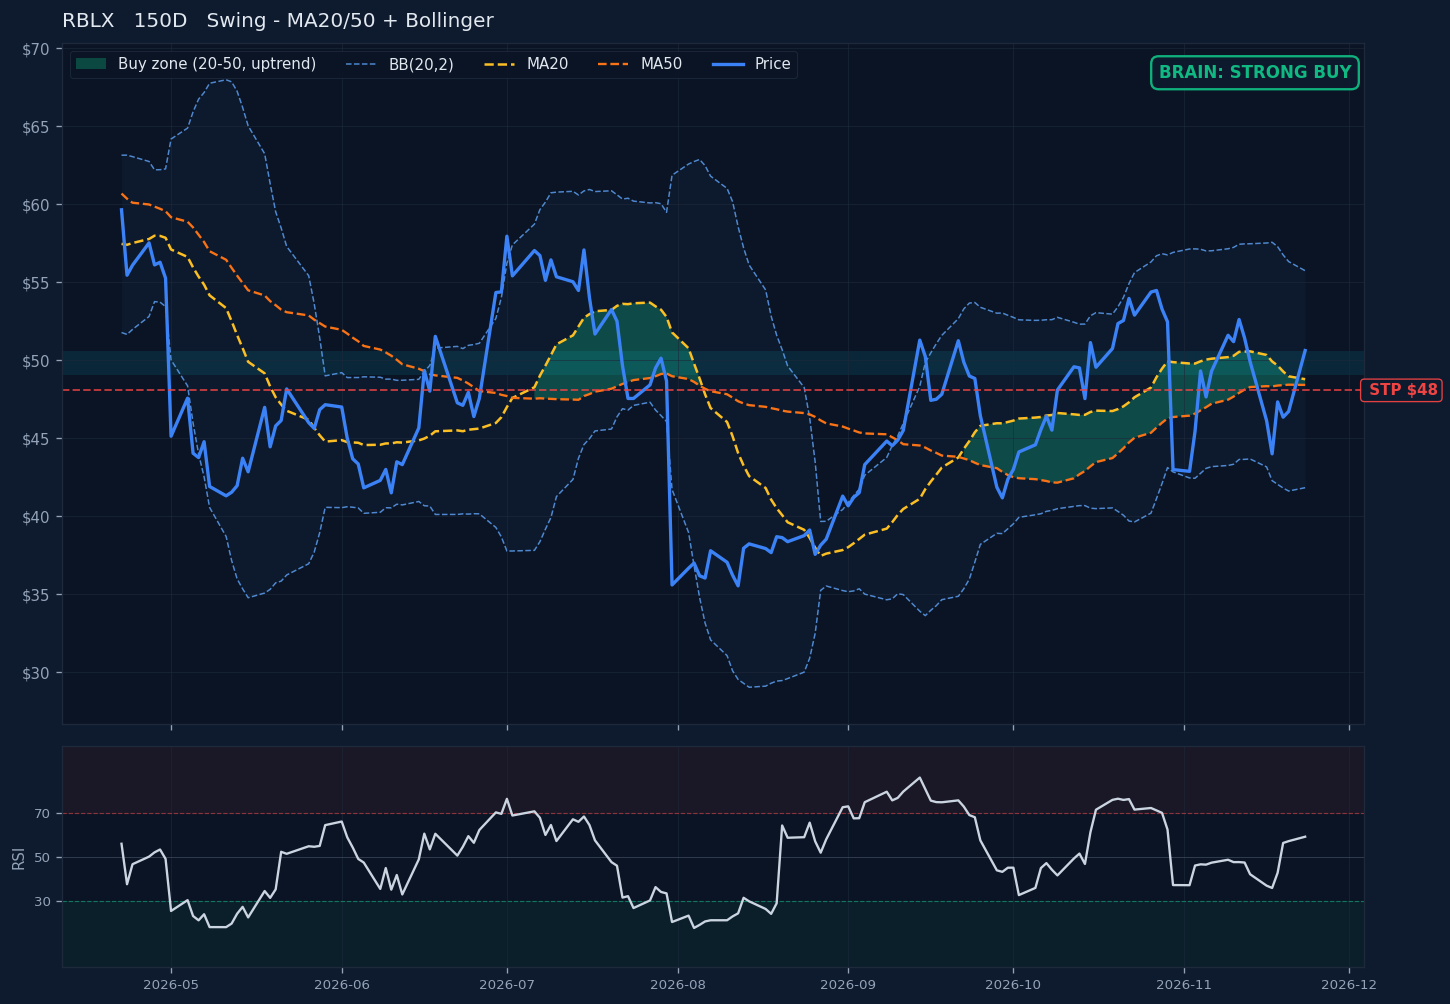 RBLX 150D Swing - MA20/50 + Bollinger
Buy zone (20-50, uptrend) BB(20,2) MA20 MA50 Price
BRAIN: STRONG BUY
$70
$65
$60
$55
$50
$45
$40
$35
$30
STP $48
RSI
70
50
30
2026-05 2026-06 2026-07 2026-08 2026-09 2026-10 2026-11 2026-12